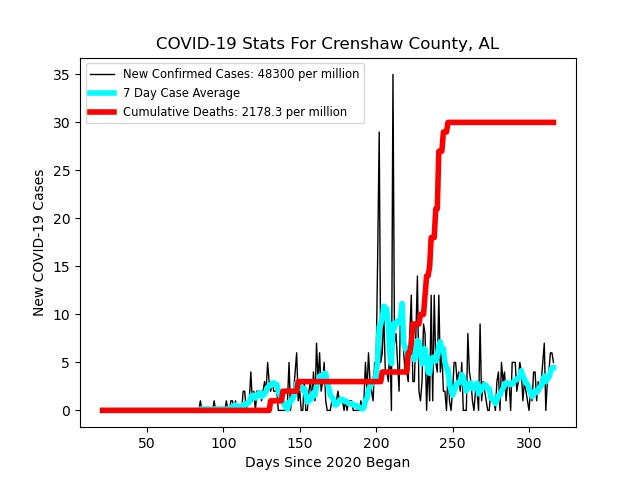 COVID-19 Stats For Crenshaw County, AL
New Confirmed Cases: 48300 per million
7 Day Case Average
Cumulative Deaths: 2178.3 per million
35
30
25
20
15
10
5
0
New COVID-19 Cases
50 100 150 200 250 300
Days Since 2020 Began